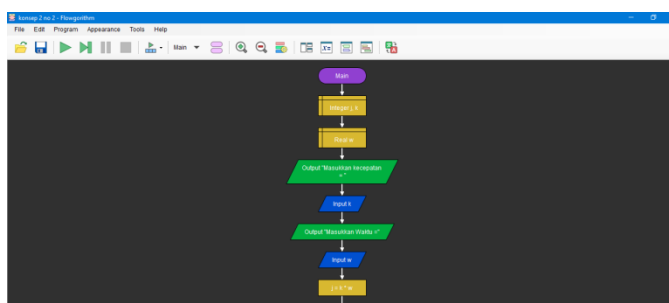 konsep 2 no 2 - Flowgorithm
File Edit Program Appearance Tools Help
Main
Main
Integer j, k
Real w
Output "Masukkan kecepatan
= "
Input k
Output "Masukkan Waktu ="
Input w
j = k * w